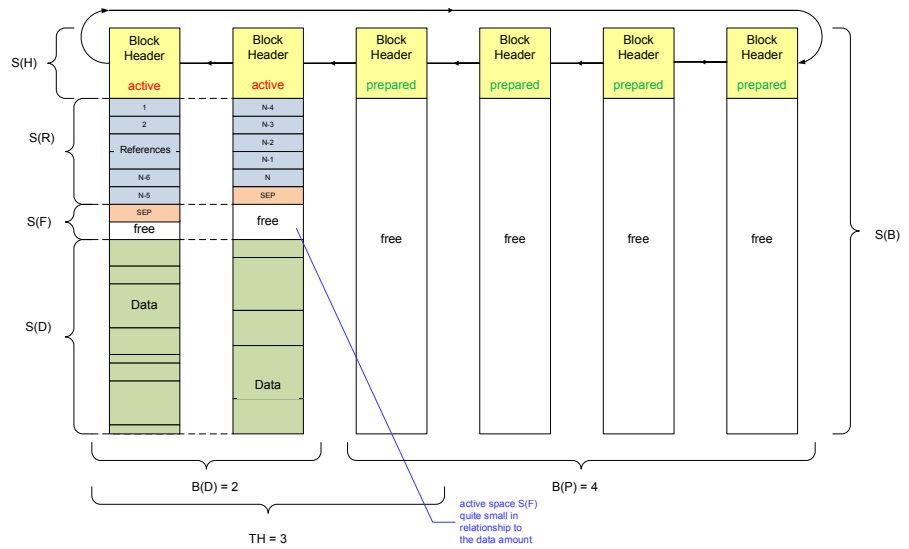 Block
Header
active
Block
Header
active
Block
Header
prepared
Block
Header
prepared
Block
Header
prepared
Block
Header
prepared
S(H)
S(R)
S(F)
S(D)
S(B)
1
2
References
N-6
N-5
SEP
free
Data
N-4
N-3
N-2
N-1
N
SEP
free
Data
free
free
free
free
B(D) = 2
B(P) = 4
TH = 3
active space S(F)
quite small in
relationship to
the data amount